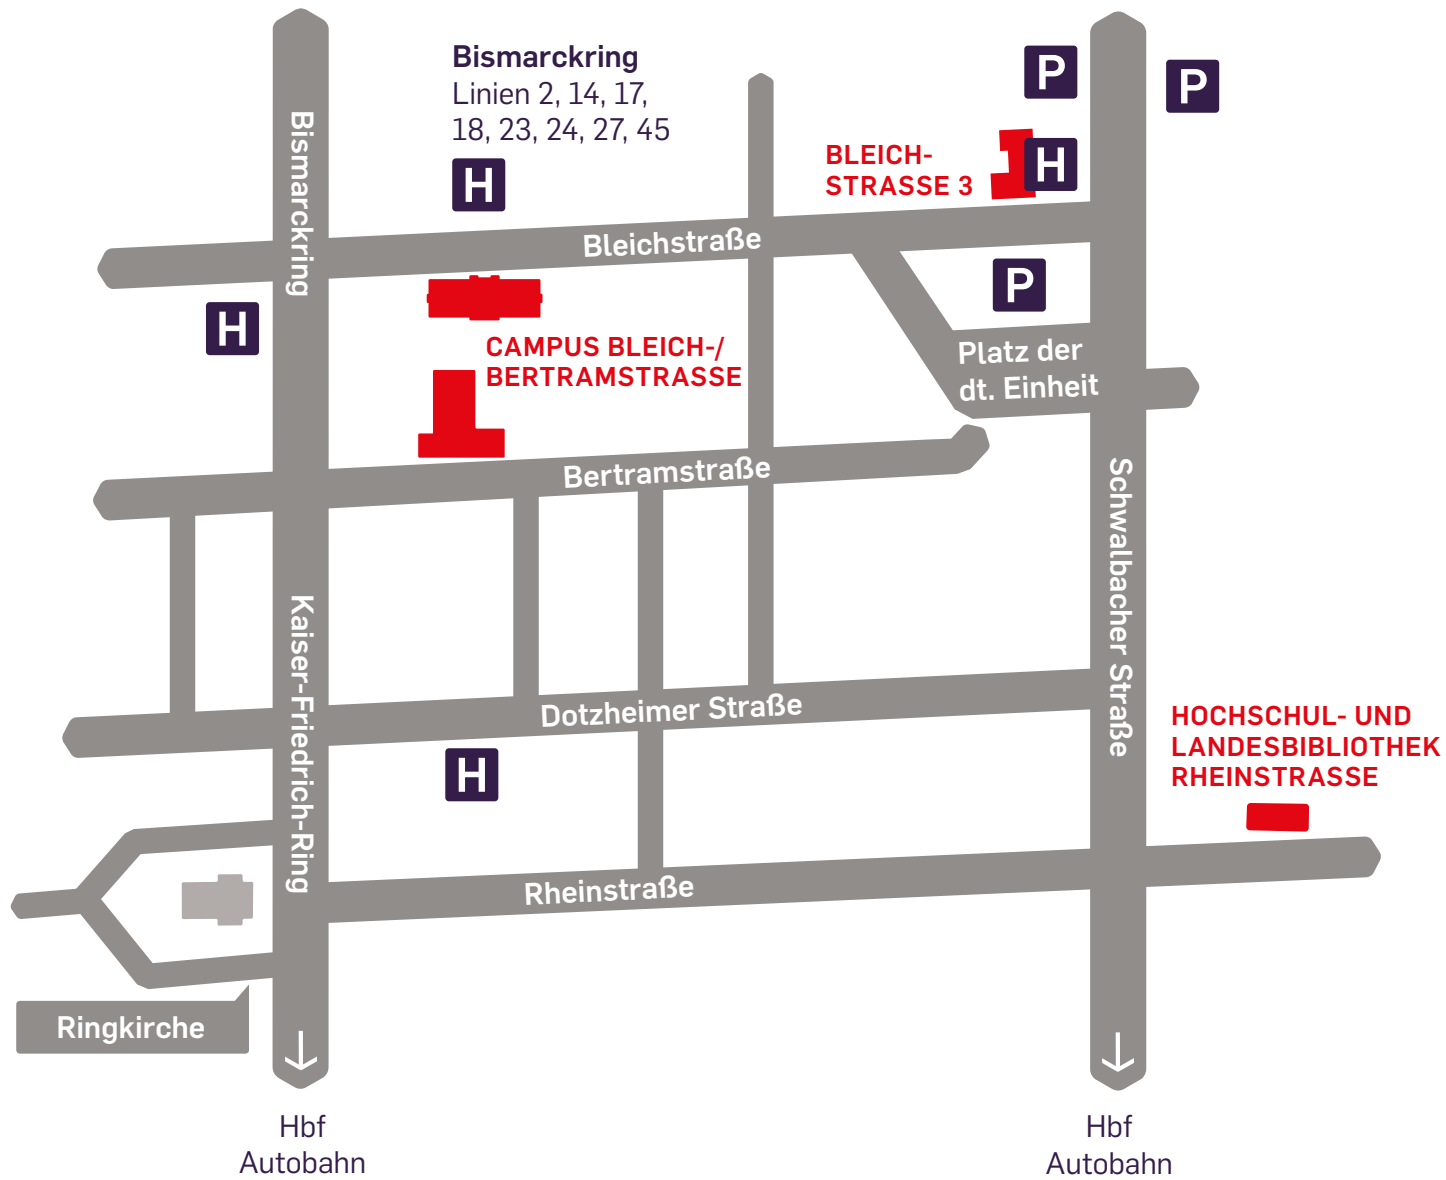 Bismarckring
Linien 2, 14, 17,
18, 23, 24, 27, 45
H
P
P
BLEICH-
STRASSE 3
H
Bismarckring
Bleichstraße
H
P
CAMPUS BLEICH-/
BERTRAMSTRASSE
Platz der
dt. Einheit
Bertramstraße
Schwalbacher Straße
Kaiser-Friedrich-Ring
Dotzheimer Straße
H
HOCHSCHUL- UND
LANDESBIBLIOTHEK
RHEINSTRASSE
Rheinstraße
Ringkirche
Hbf
Autobahn
Hbf
Autobahn